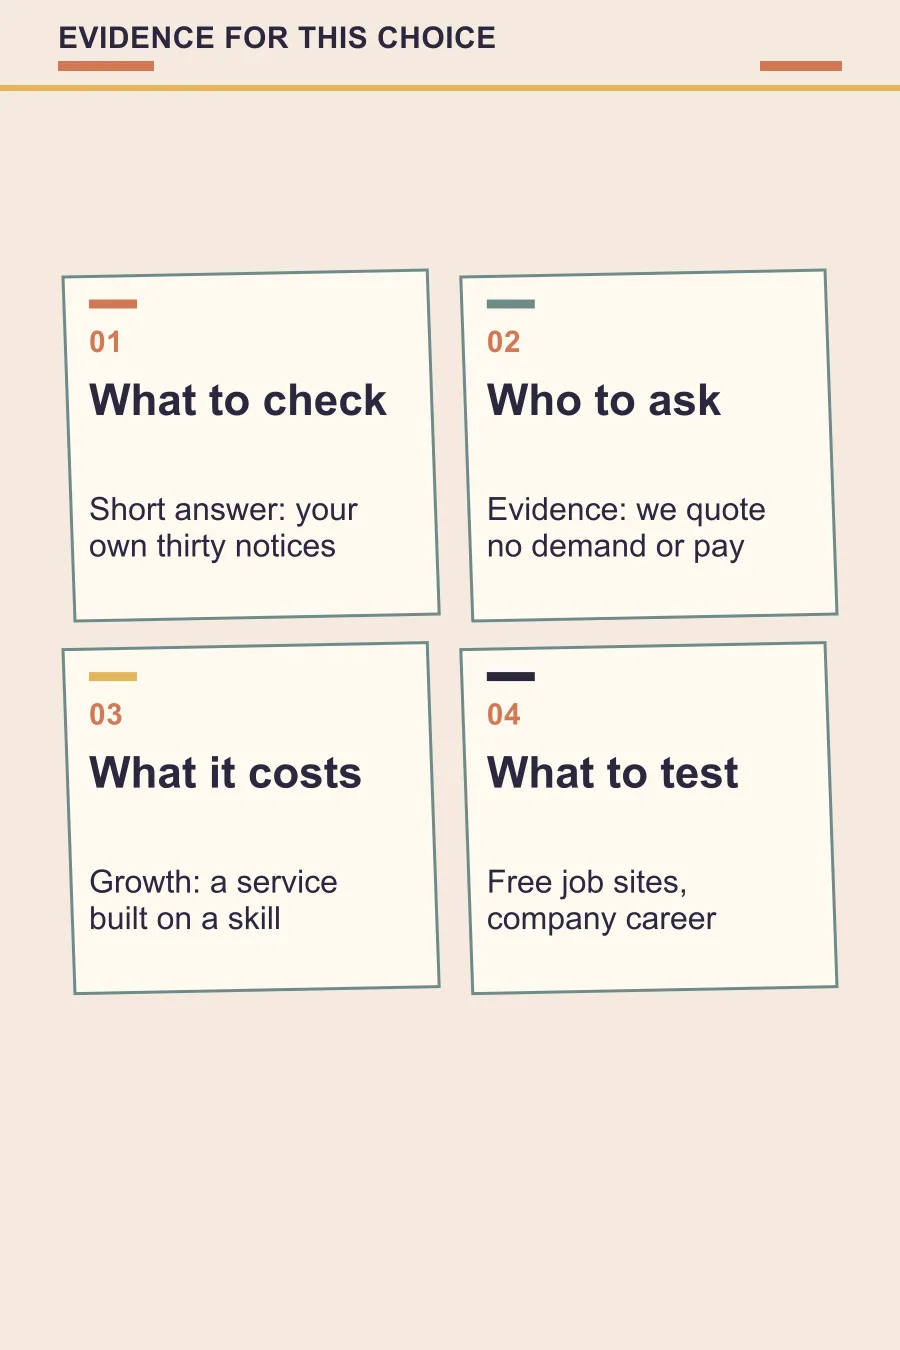 EVIDENCE FOR THIS CHOICE
01
What to check
Short answer: your
own thirty notices
02
Who to ask
Evidence: we quote
no demand or pay
03
What it costs
Growth: a service
built on a skill
04
What to test
Free job sites,
company career